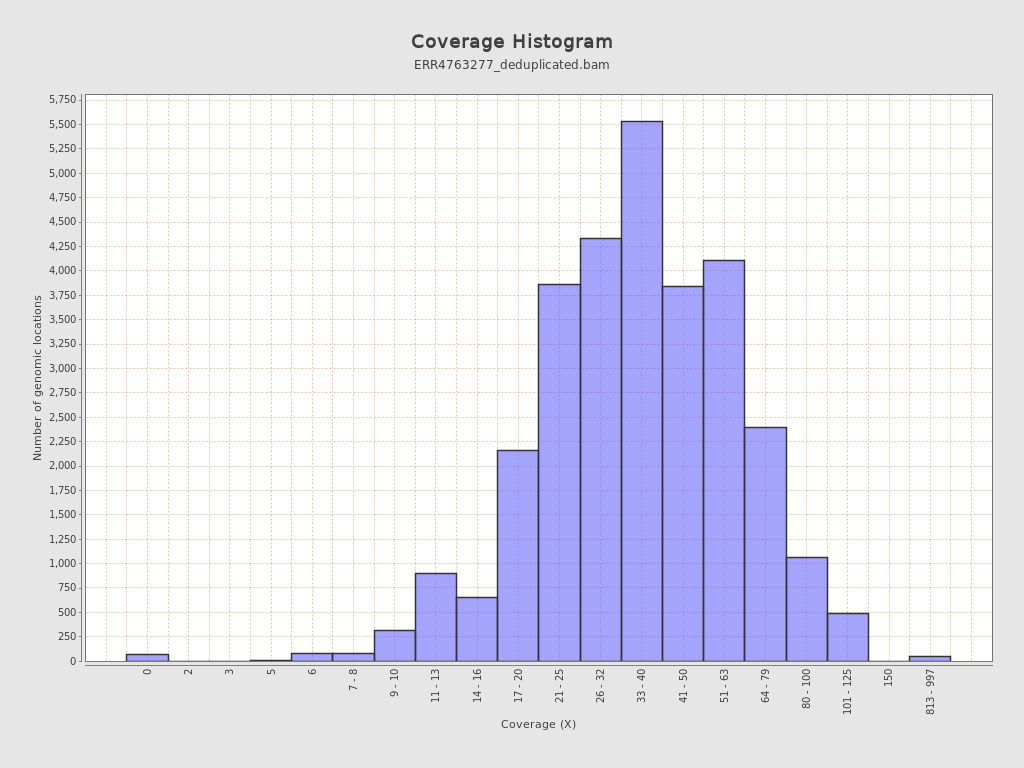 Coverage Histogram
ERR4763277_deduplicated.bam
5,750
5,500
5,250
5,000
4,750
4,500
4,250
4,000
3,750
3,500
3,250
3,000
2,750
2,500
2,250
2,000
1,750
1,500
1,250
1,000
750
500
250
0
Number of genomic locations
0
2
3
5
6
7 - 8
9 - 10
11 - 13
14 - 16
17 - 20
21 - 25
26 - 32
33 - 40
41 - 50
51 - 63
64 - 79
80 - 100
101 - 125
150
813 - 997
Coverage (X)